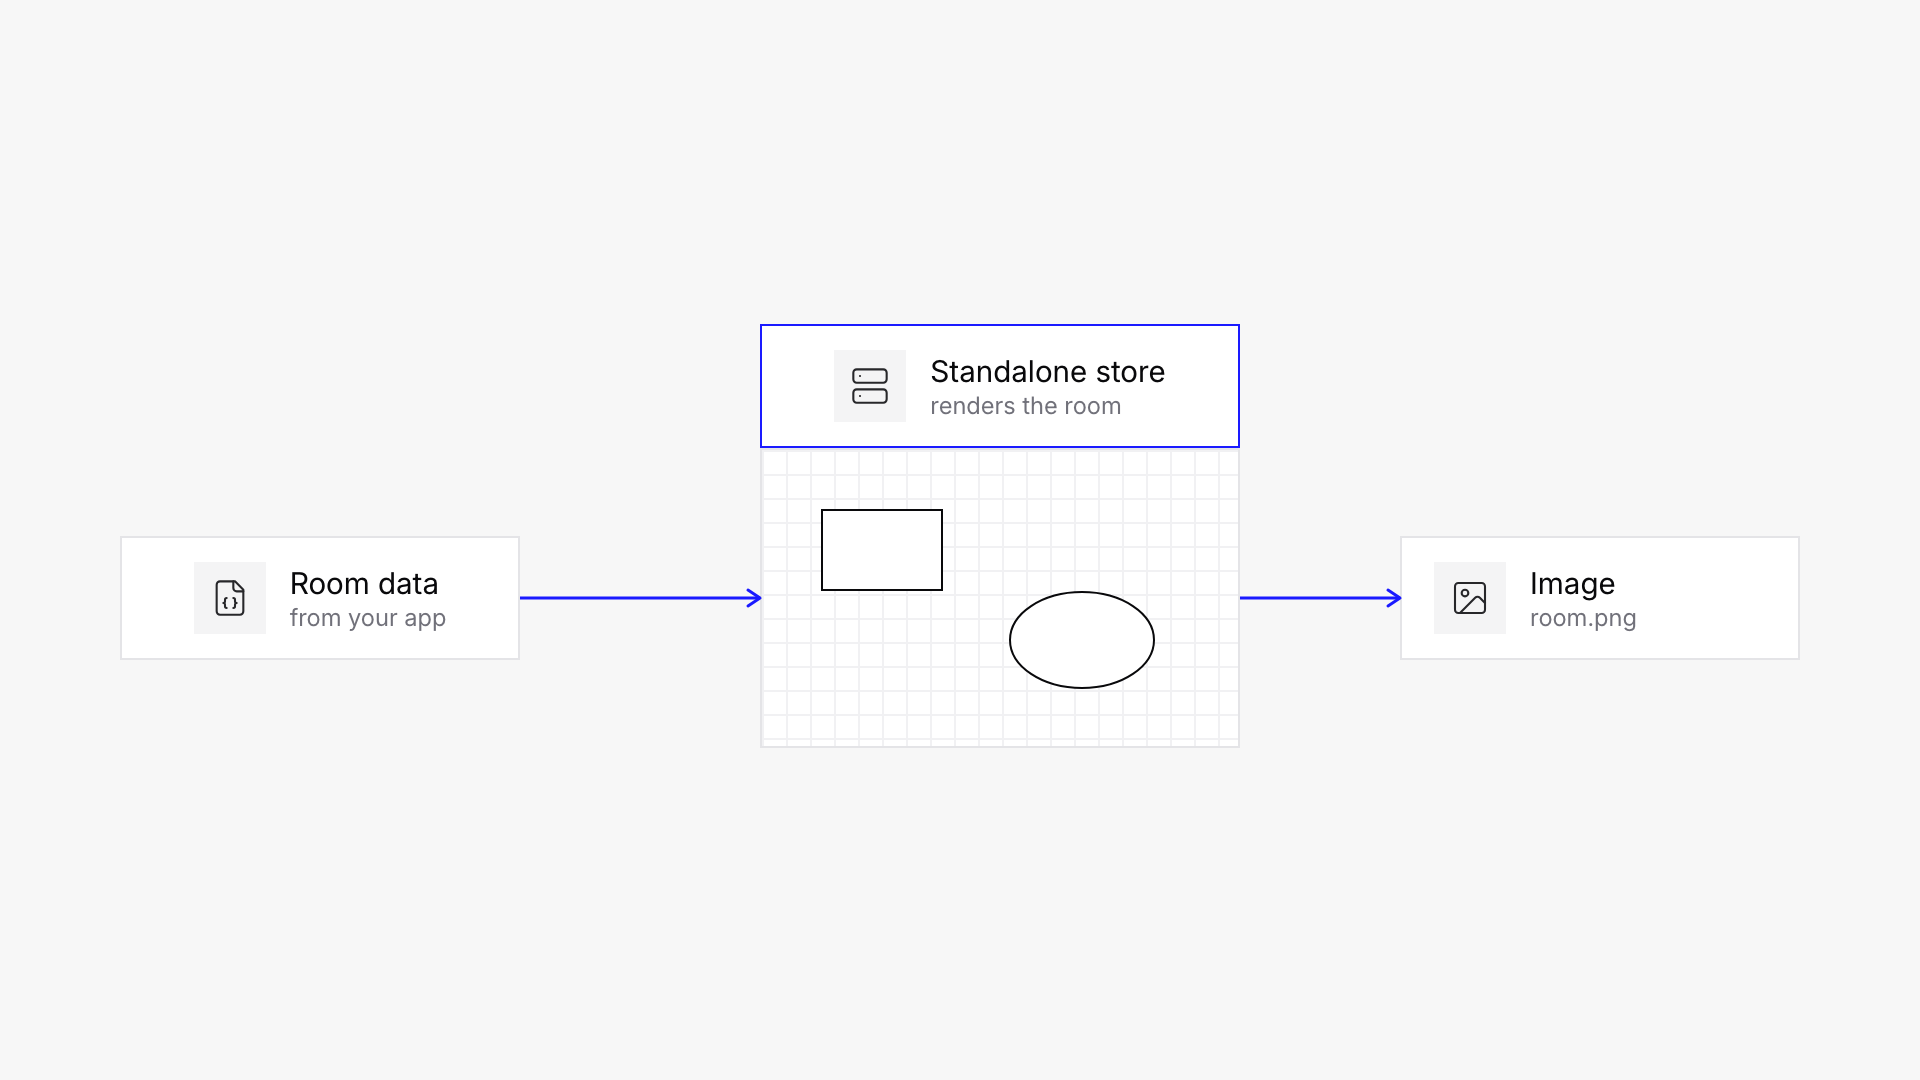 Standalone store
renders the room
Room data
from your app
Image
room.png